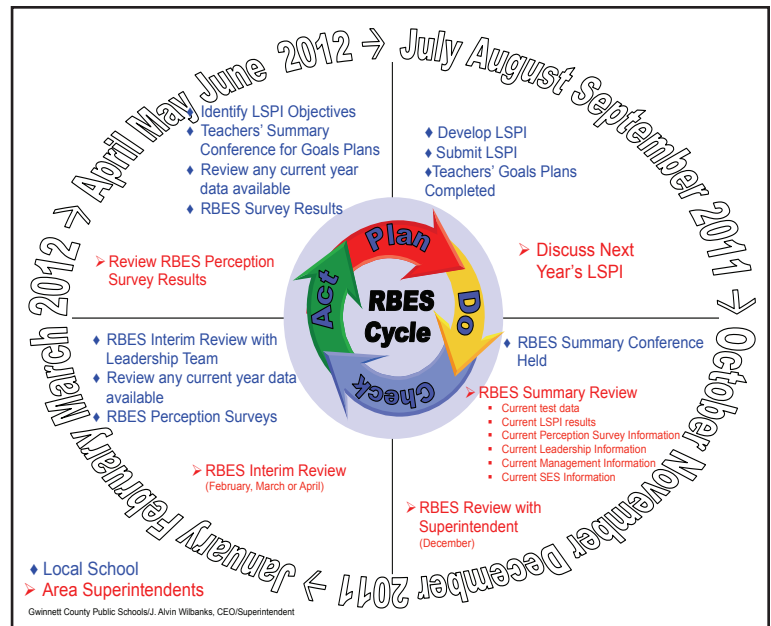 July August September 2011 →
October November December 2011 →
January February March 2012 →
April May June 2012 →
♦ Identify LSPI Objectives
♦ Teachers' Summary
Conference for Goals Plans
♦ Review any current year
data available
♦ RBES Survey Results
➢ Review RBES Perception
Survey Results
♦ Develop LSPI
♦ Submit LSPI
♦Teachers' Goals Plans
Completed
➢ Discuss Next
Year's LSPI
Plan
Do
Check
Act
RBES
Cycle
♦ RBES Interim Review with
Leadership Team
♦ Review any current year data
available
♦ RBES Perception Surveys
➢ RBES Interim Review
(February, March or April)
♦ RBES Summary Conference
Held
➢ RBES Summary Review
▪ Current test data
▪ Current LSPI results
▪ Current Perception Survey Information
▪ Current Leadership Information
▪ Current Management Information
▪ Current SES Information
➢ RBES Review with
Superintendent
(December)
♦ Local School
➢ Area Superintendents
Gwinnett County Public Schools/J. Alvin Wilbanks, CEO/Superintendent